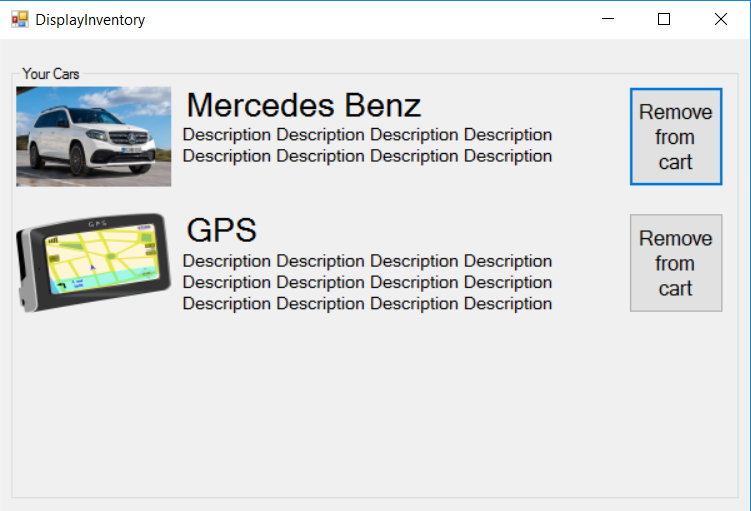 DisplayInventory
Your Cars
Mercedes Benz
Description Description Description Description
Description Description Description Description
Remove
from
cart
GPS
GPS
Description Description Description Description
Description Description Description Description
Description Description Description Description
Remove
from
cart